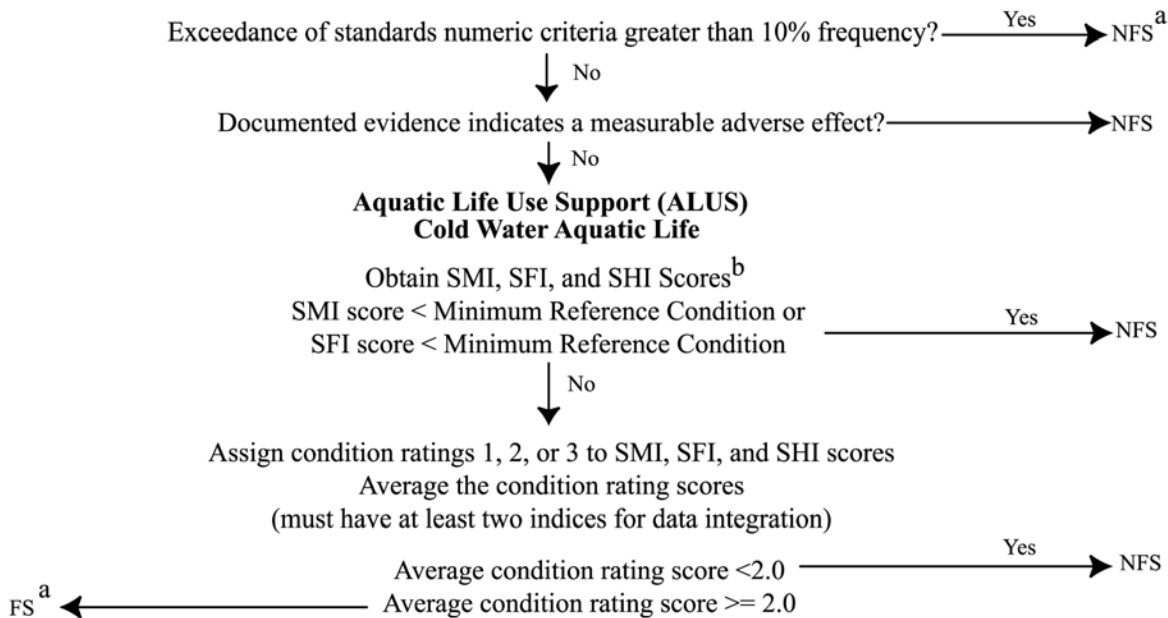 Exceedance of standards numeric criteria greater than 10% frequency? Yes NFS a
No
Documented evidence indicates a measurable adverse effect? NFS
No
Aquatic Life Use Support (ALUS)
Cold Water Aquatic Life
Obtain SMI, SFI, and SHI Scores b
SMI score < Minimum Reference Condition or
SFI score < Minimum Reference Condition Yes NFS
No
Assign condition ratings 1, 2, or 3 to SMI, SFI, and SHI scores
Average the condition rating scores
(must have at least two indices for data integration)
Average condition rating score <2.0 Yes NFS
FS a Average condition rating score >= 2.0